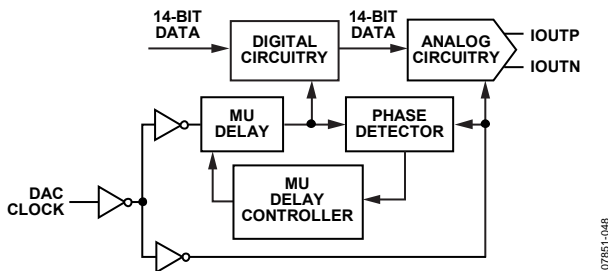 14-BIT
DATA
14-BIT
DATA
DIGITAL
CIRCUITRY
ANALOG
CIRCUITRY
IOUTP
IOUTN
MU
DELAY
PHASE
DETECTOR
MU
DELAY
CONTROLLER
DAC
CLOCK
07851-048